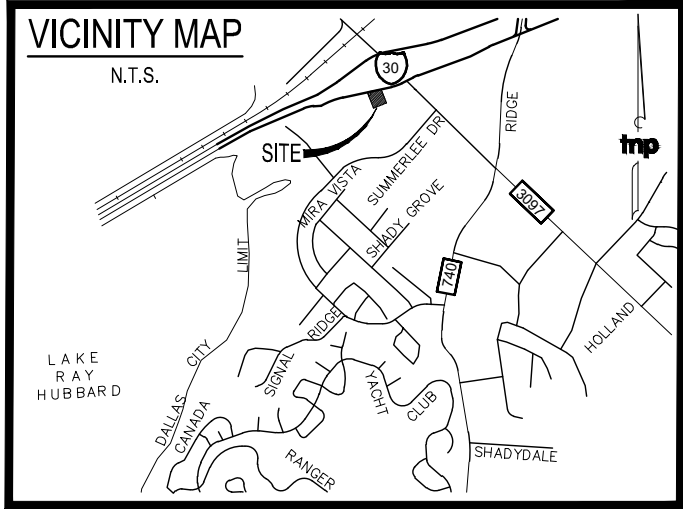 VICINITY MAP
N.T.S.
30
RIDGE
tnp
SITE
SUMMERLEE DR
MIRA VISTA
3097
SHADY GROVE
LIMIT
740
HOLLAND
RIDGE
SIGNAL
CITY
LAKE
RAY
HUBBARD
YACHT
CLUB
DALLAS
CANADA
RANGER
SHADYDALE